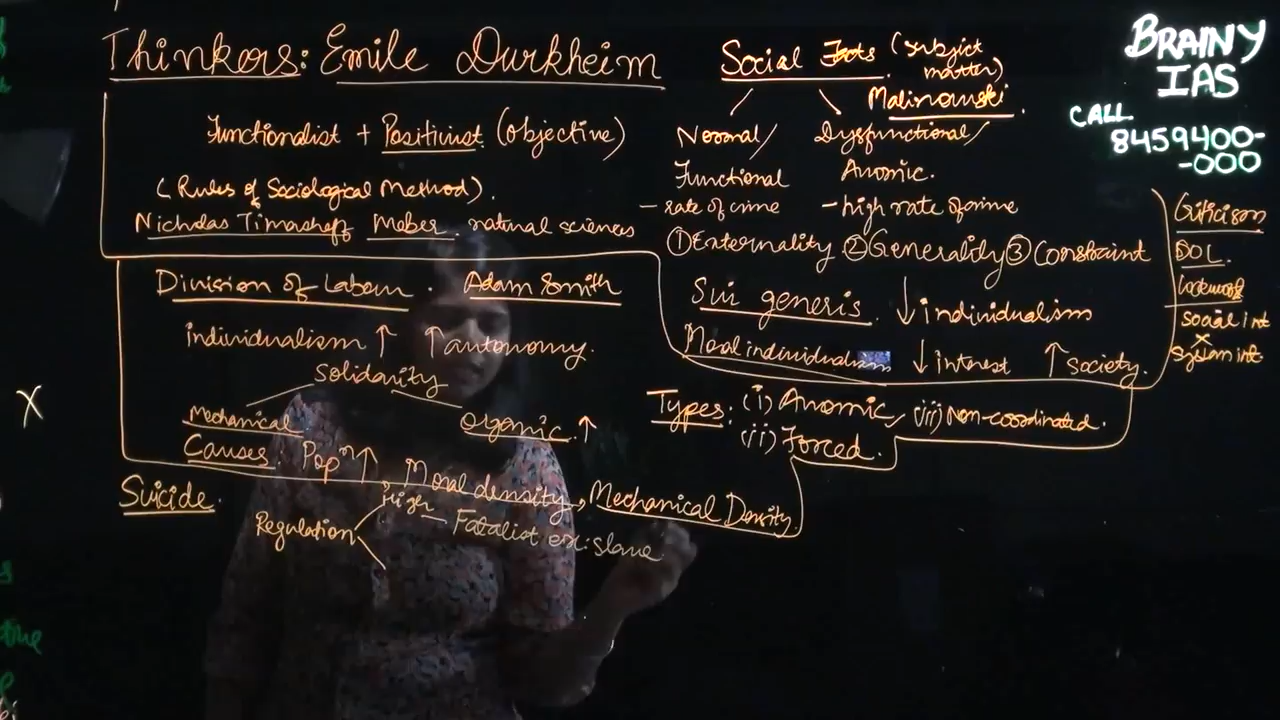 Thinkers: Emile Durkheim
Functionalist + Positivist (objective)
(Rules of Sociological Method).
Nicholas Timasheff Weber. natural sciences
Social Facts (subject matter)
Malinowski.
Normal/ Functional
- rate of crime
Dysfunctional/ Anomic.
- high rate of crime
① Externality ② Generality ③ Constraint
Sui generis. ↓ individualism
Moral individualism ↓ interest ↑ society.
Division of Labour. Adam Smith
individualism ↑ ↑ autonomy.
Solidarity
Mechanical Organic. ↑
Causes: Popⁿ ↑, Moral density, Mechanical Density.
Types: (i) Anomic, (iii) Non-coordinated.
(ii) Forced.
Suicide.
Regulation
High — Fatalist ex: slave
BRAINY
IAS
CALL
8459400-
-000
Criticism
DOL.
Lockwood
social int
X
system int
X